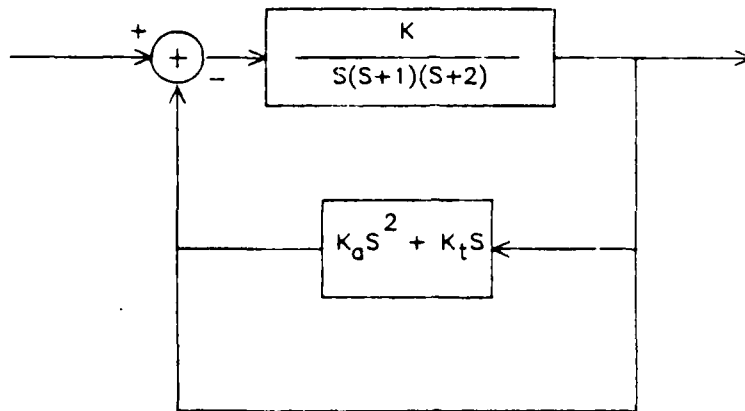 +
+
−
K
S(S+1)(S+2)
KₐS² + KₜS